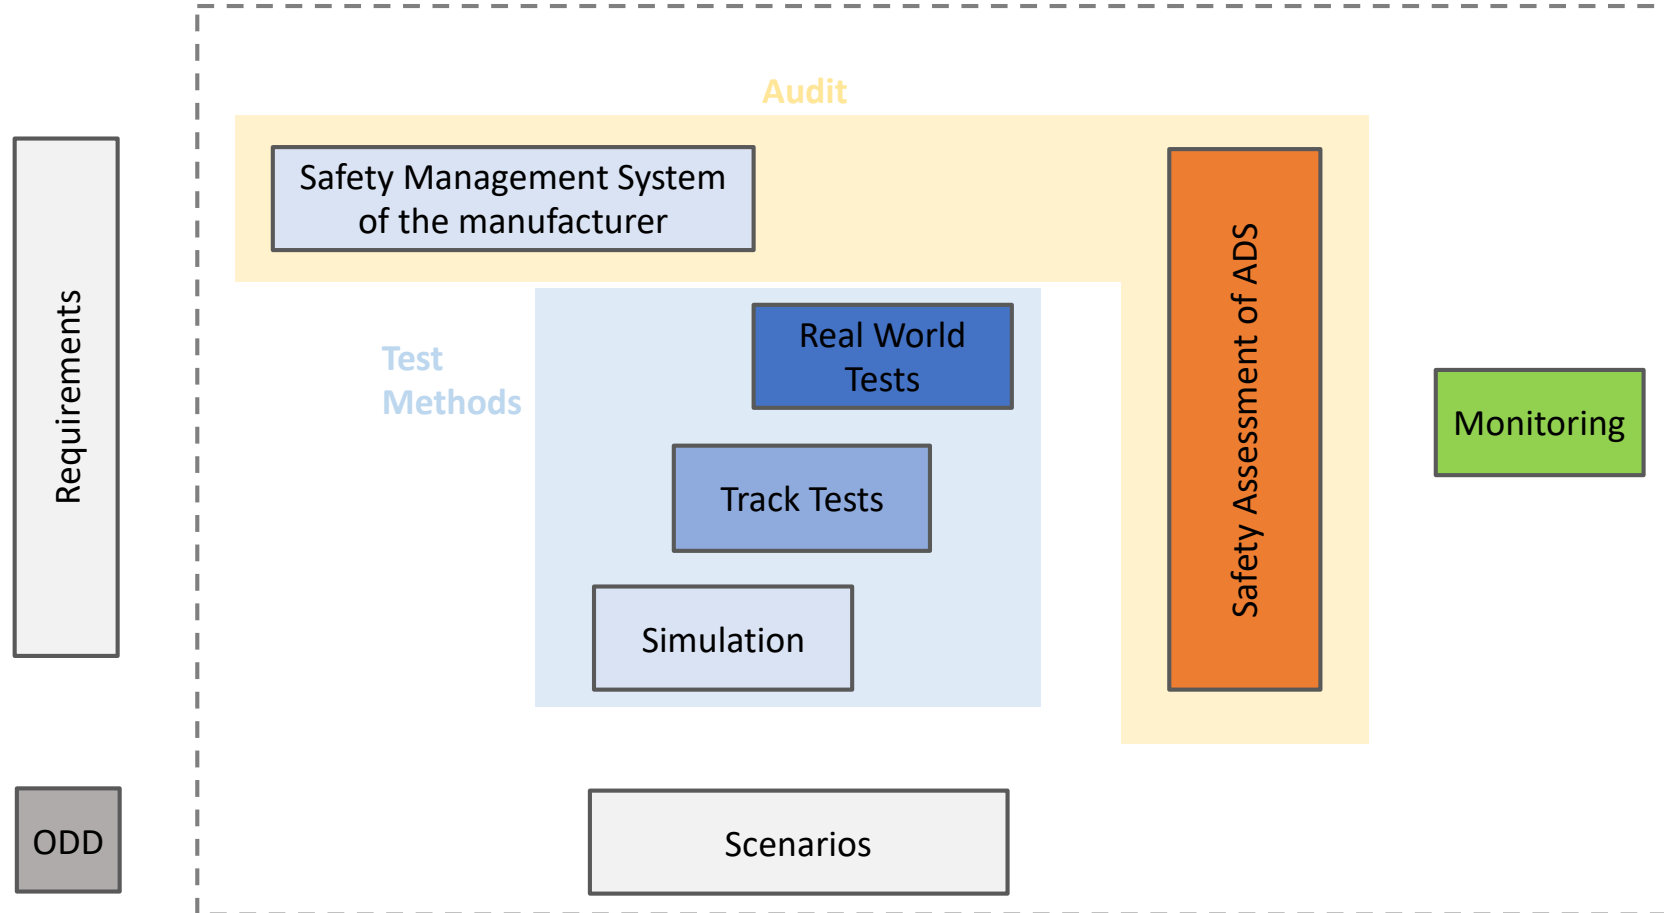 Audit
Safety Management System
of the manufacturer
Requirements
Safety Assessment of ADS
Real World
Tests
Test
Methods
Monitoring
Track Tests
Simulation
ODD
Scenarios